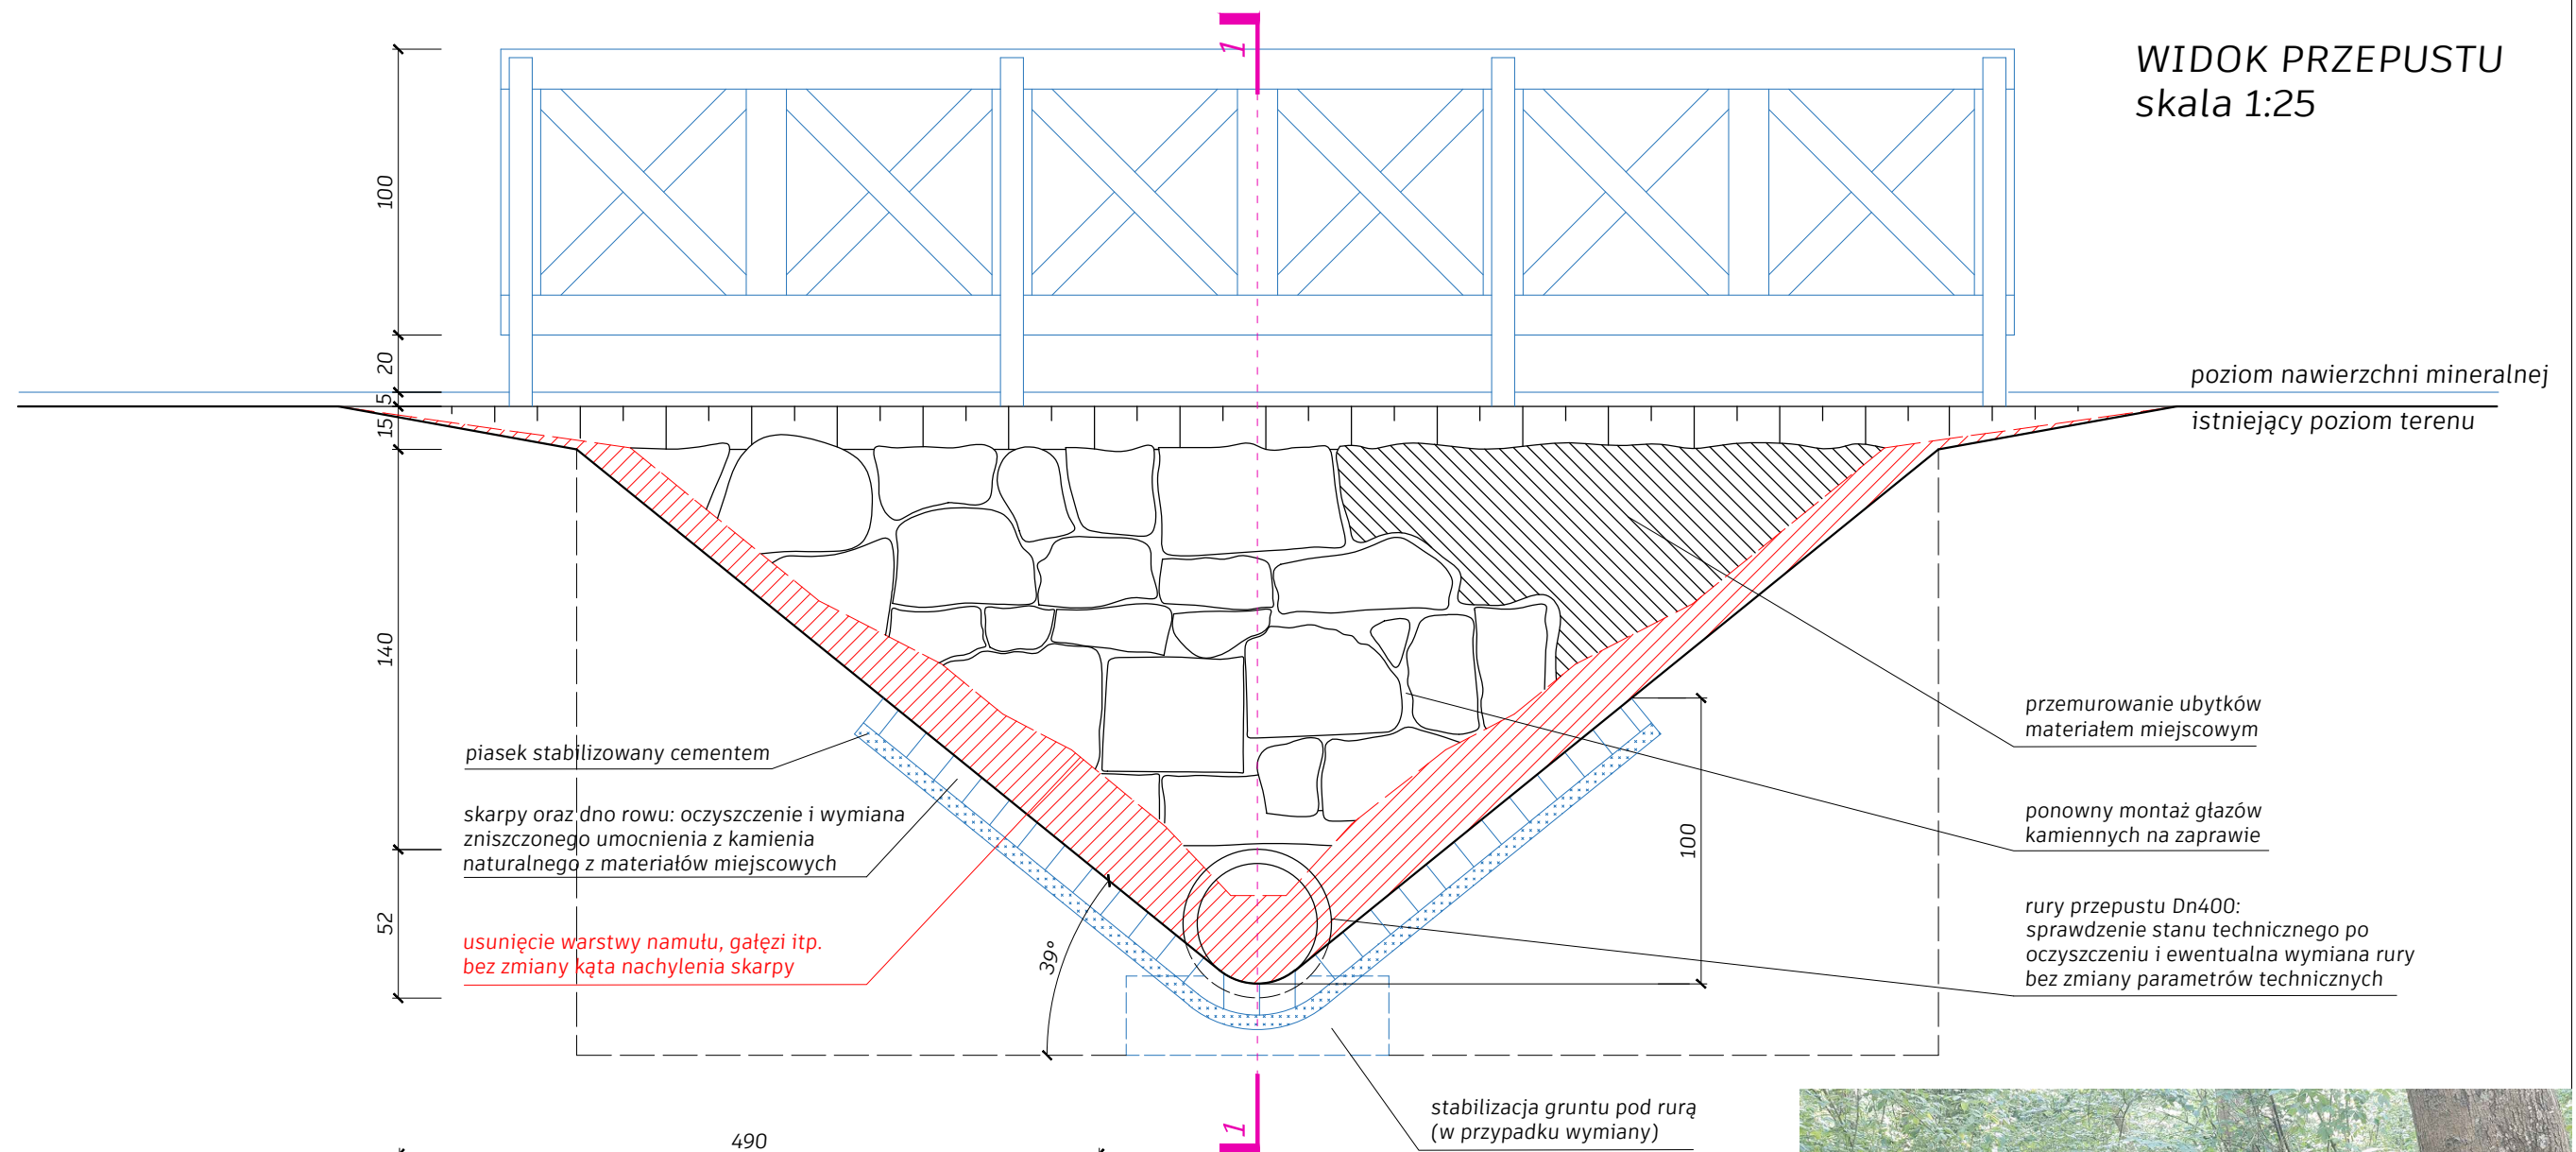 1
WIDOK PRZEPUSTU
skala 1:25
100
20
5
15
140
52
poziom nawierzchni mineralnej
istniejący poziom terenu
piasek stabilizowany cementem
skarpy oraz dno rowu: oczyszczenie i wymiana
zniszczonego umocnienia z kamienia
naturalnego z materiałów miejscowych
usunięcie warstwy namułu, gałęzi itp.
bez zmiany kąta nachylenia skarpy
39°
100
przemurowanie ubytków
materiałem miejscowym
ponowny montaż głazów
kamiennych na zaprawie
rury przepustu Dn400:
sprawdzenie stanu technicznego po
oczyszczeniu i ewentualna wymiana rury
bez zmiany parametrów technicznych
stabilizacja gruntu pod rurą
(w przypadku wymiany)
490
1